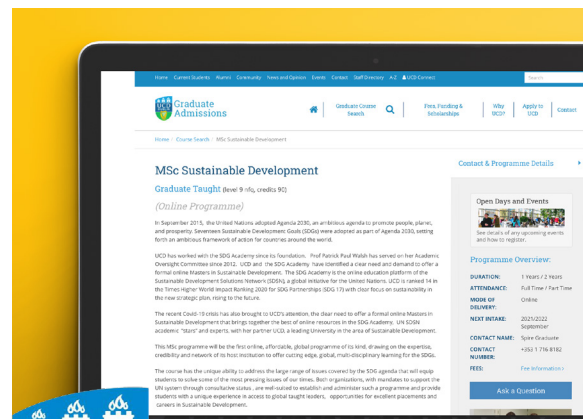 Home Current Students Alumni Community News and Opinion Events Contact Staff Directory A-Z UCD Connect
Search
UCD
Graduate
Admissions
Graduate Course
Search
Fees, Funding &
Scholarships
Why
UCD?
Apply to
UCD
Contact
Home / Course Search / MSc Sustainable Development
MSc Sustainable Development
Graduate Taught (level 9 nfq, credits 90)
(Online Programme)
In September 2015, the United Nations adopted Agenda 2030, an ambitious agenda to promote people, planet,
and prosperity. Seventeen Sustainable Development Goals (SDGs) were adopted as part of Agenda 2030, setting
forth an ambitious framework of action for countries around the world.
UCD has worked with the SDG Academy since its foundation. Prof Patrick Paul Walsh has served on her Academic
Oversight Committee since 2012. UCD and the SDG Academy have identified a clear need and demand to offer a
formal online Masters in Sustainable Development. The SDG Academy is the online education platform of the
Sustainable Development Solutions Network (SDSN), a global initiative for the United Nations. UCD is ranked 14 in
the Times Higher World Impact Ranking 2020 for SDG Partnerships (SDG 17) with clear focus on sustainability in
the new strategic plan, rising to the future.
The recent Covid-19 crisis has also brought to UCD's attention, the clear need to offer a formal online Masters in
Sustainable Development that brings together the best of online resources in the SDG Academy, UN SDSN
academic "stars" and experts, with her partner UCD, a leading University in the area of Sustainable Development.
This MSc programme will be the first online, affordable, global programme of its kind, drawing on the expertise,
credibility and network of its host institution to offer cutting edge, global, multi-disciplinary learning for the SDGs.
The course has the unique ability to address the large range of issues covered by the SDG agenda that will equip
students to solve some of the most pressing issues of our times. Both organisations, with mandates to support the
UN system through consultative status, are well-suited to establish and administer such a programme and provide
students with a unique experience in access to global taught leaders, opportunities for excellent placements and
careers in Sustainable Development.
Contact & Programme Details
Open Days and Events
See details of any upcoming events
and how to register.
Programme Overview:
DURATION: 1 Years / 2 Years
ATTENDANCE: Full Time / Part Time
MODE OF
DELIVERY: Online
NEXT INTAKE: 2021/2022
September
CONTACT NAME: Spire Graduate
CONTACT
NUMBER: +353 1 716 8182
FEES: Fee Information
Ask a Question